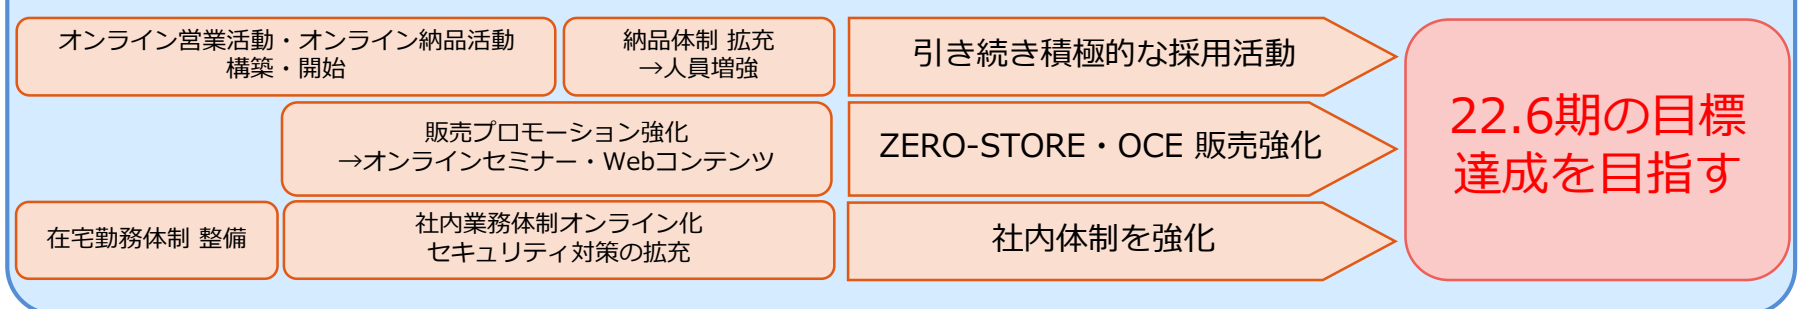 オンライン営業活動・オンライン納品活動
構築・開始
納品体制 拡充
→人員増強
引き続き積極的な採用活動
販売プロモーション強化
→オンラインセミナー・Webコンテンツ
ZERO-STORE・OCE 販売強化
在宅勤務体制 整備
社内業務体制オンライン化
セキュリティ対策の拡充
社内体制を強化
22.6期の目標
達成を目指す